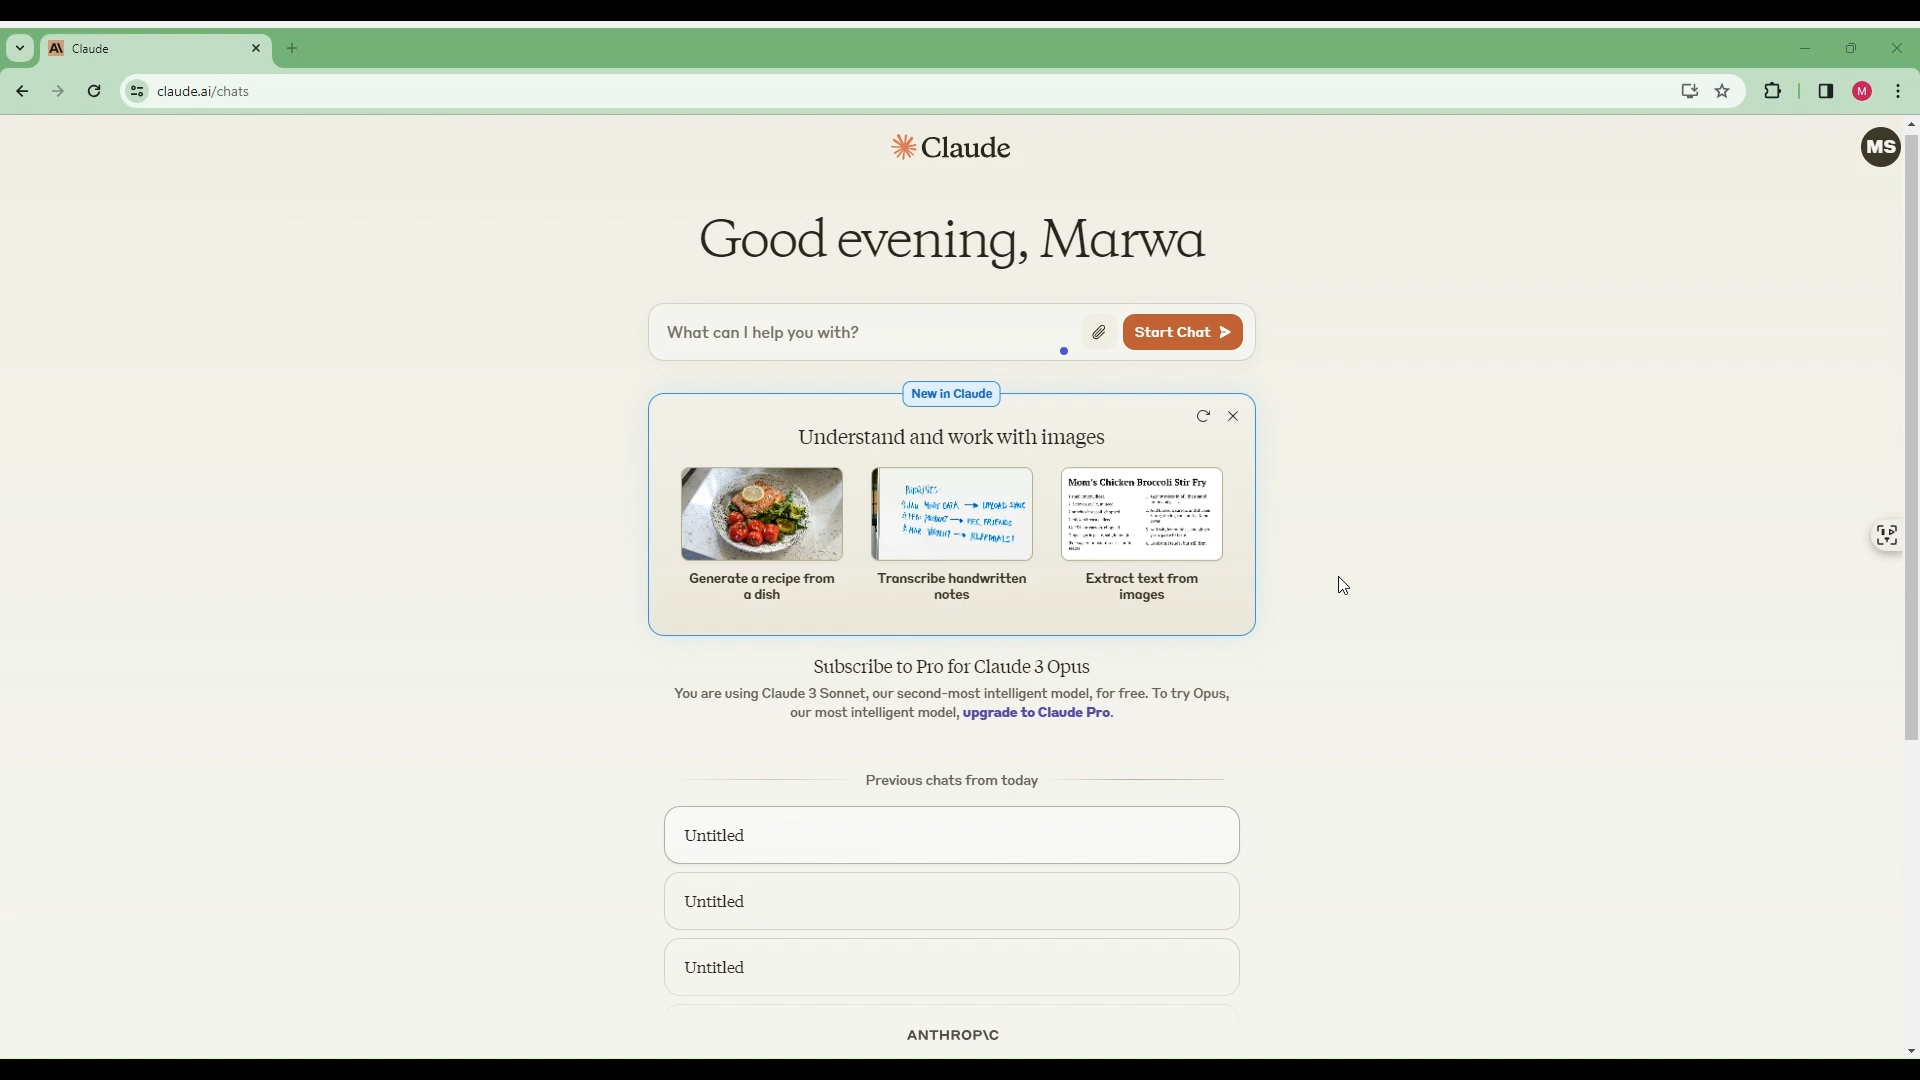 Claude
claude.ai/chats
M
Claude
MS
Good evening, Marwa
What can I help you with?
Start Chat
New in Claude
Understand and work with images
Mom's Chicken Broccoli Stir Fry
Generate a recipe from
a dish
Transcribe handwritten
notes
Extract text from
images
Subscribe to Pro for Claude 3 Opus
You are using Claude 3 Sonnet, our second-most intelligent model, for free. To try Opus,
our most intelligent model, upgrade to Claude Pro.
Previous chats from today
Untitled
Untitled
Untitled
ANTHROP\C